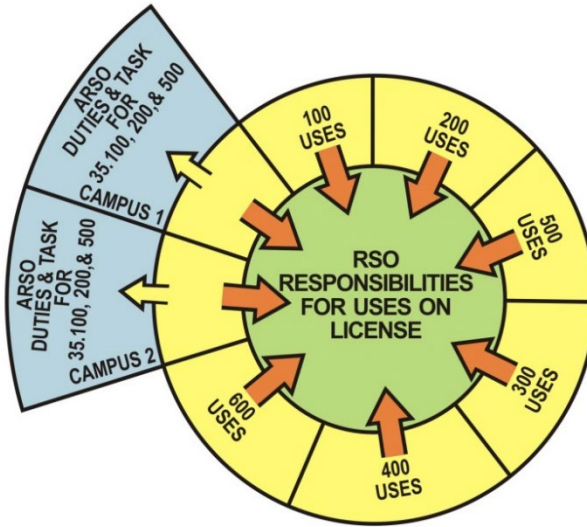 ARSO
DUTIES & TASK
FOR
35.100, 200,& 500
CAMPUS 1
ARSO
DUTIES & TASK
FOR
35.100, 200,& 500
CAMPUS 2
100
USES
200
USES
500
USES
300
USES
400
USES
600
USES
RSO
RESPONSIBILITIES
FOR USES ON
LICENSE